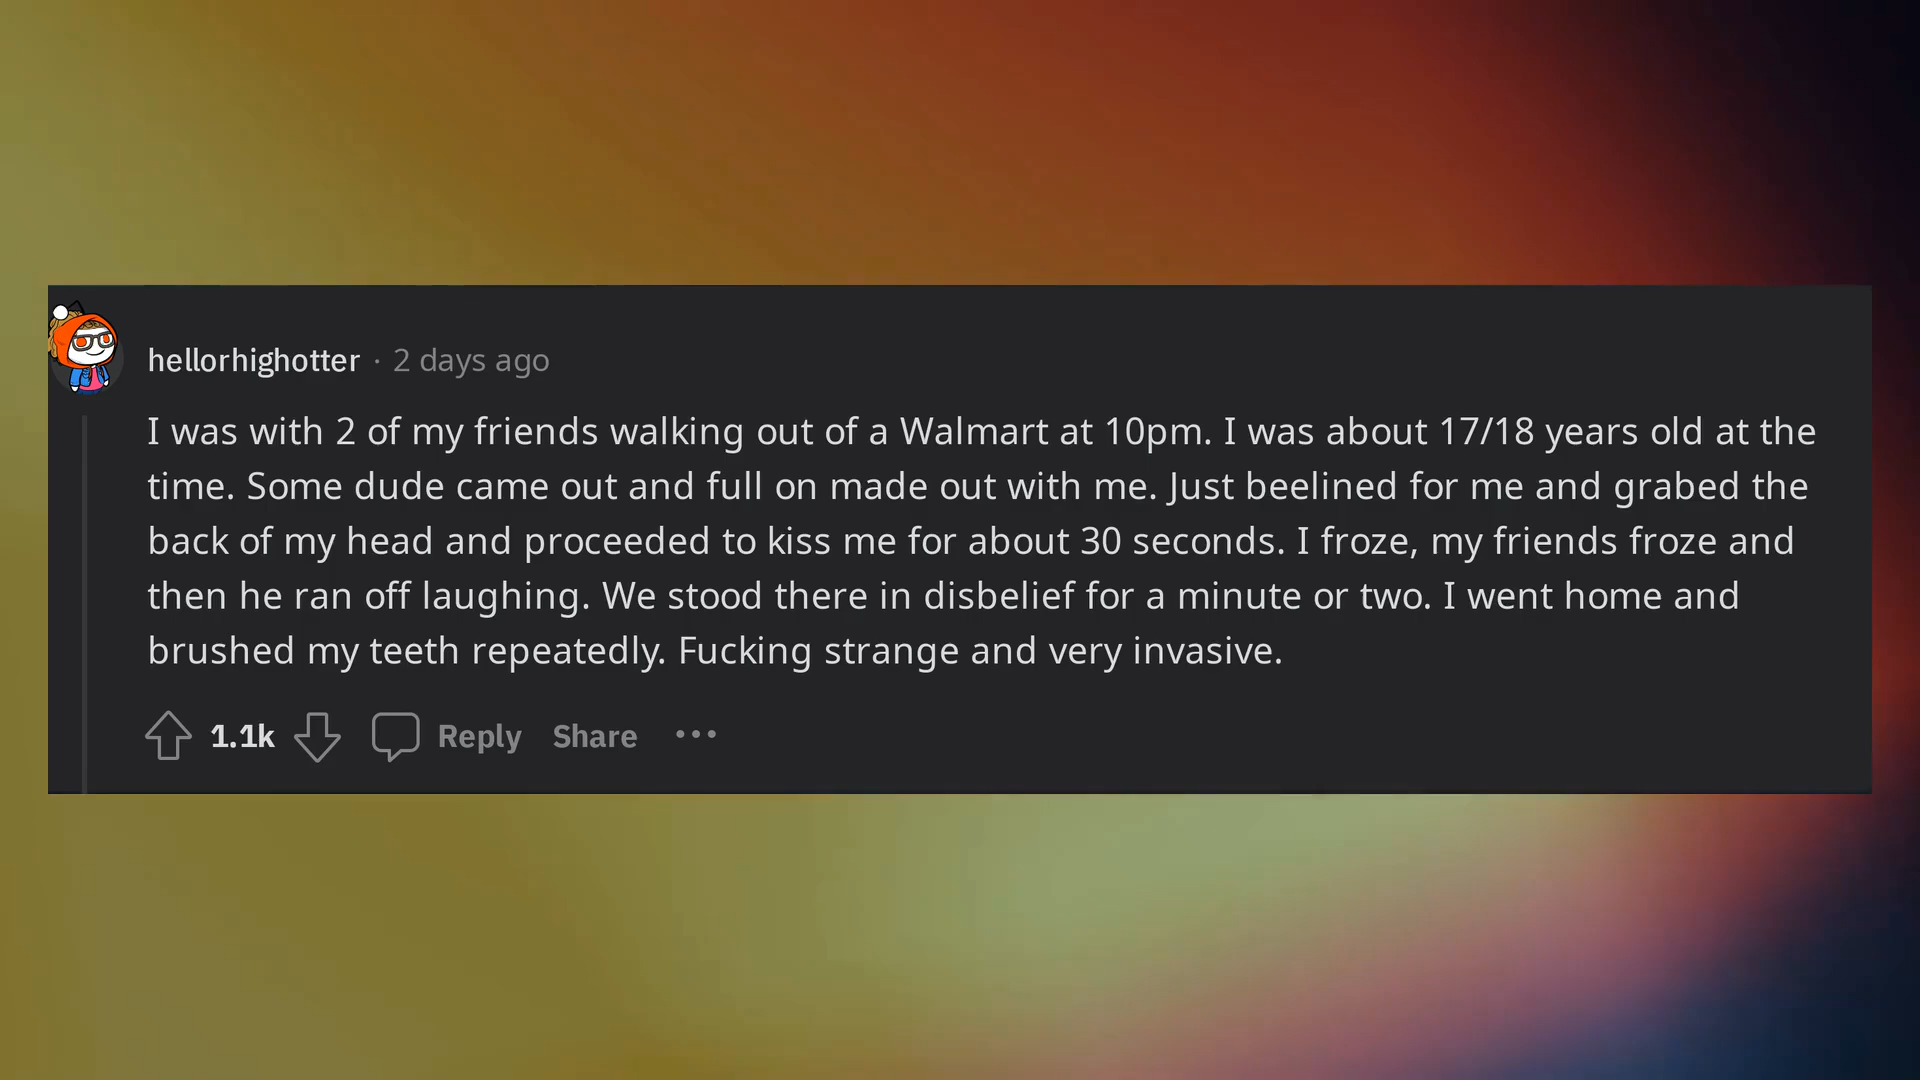 hellorhighotter · 2 days ago
I was with 2 of my friends walking out of a Walmart at 10pm. I was about 17/18 years old at the
time. Some dude came out and full on made out with me. Just beelined for me and grabed the
back of my head and proceeded to kiss me for about 30 seconds. I froze, my friends froze and
then he ran off laughing. We stood there in disbelief for a minute or two. I went home and
brushed my teeth repeatedly. Fucking strange and very invasive.
1.1k Reply Share ···